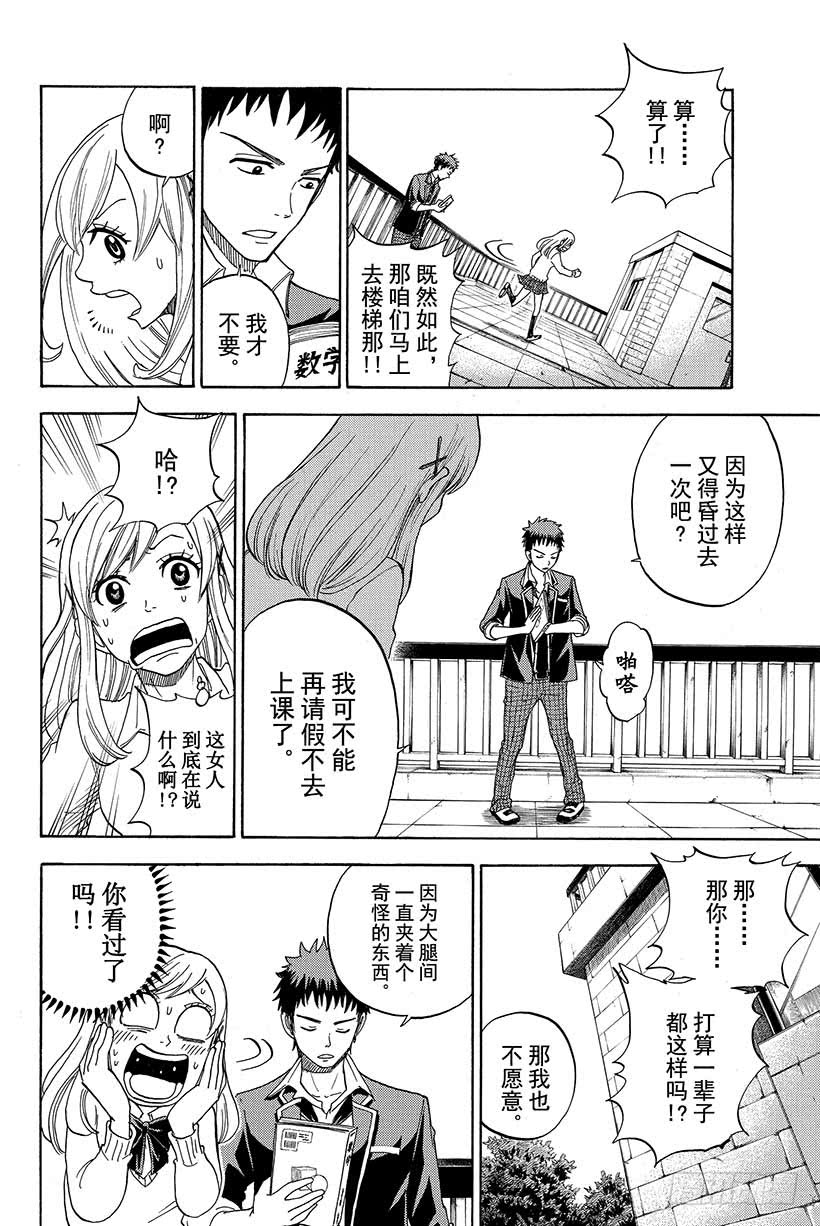 算……
算了!!
既然如此，
那咱们马上
去楼梯那!!
我才
不要。
数学
啊?
因为这样
又得昏过去
一次吧?
啪嗒
我可不能
再请假不去
上课了。
哈
!?
这女人
到底在说
什么啊!?
那……
那你……
打算一辈子
都这样吗!?
那我也
不愿意。
因为大腿间
一直夹着个
奇怪的东西。
你看过了
吗!!